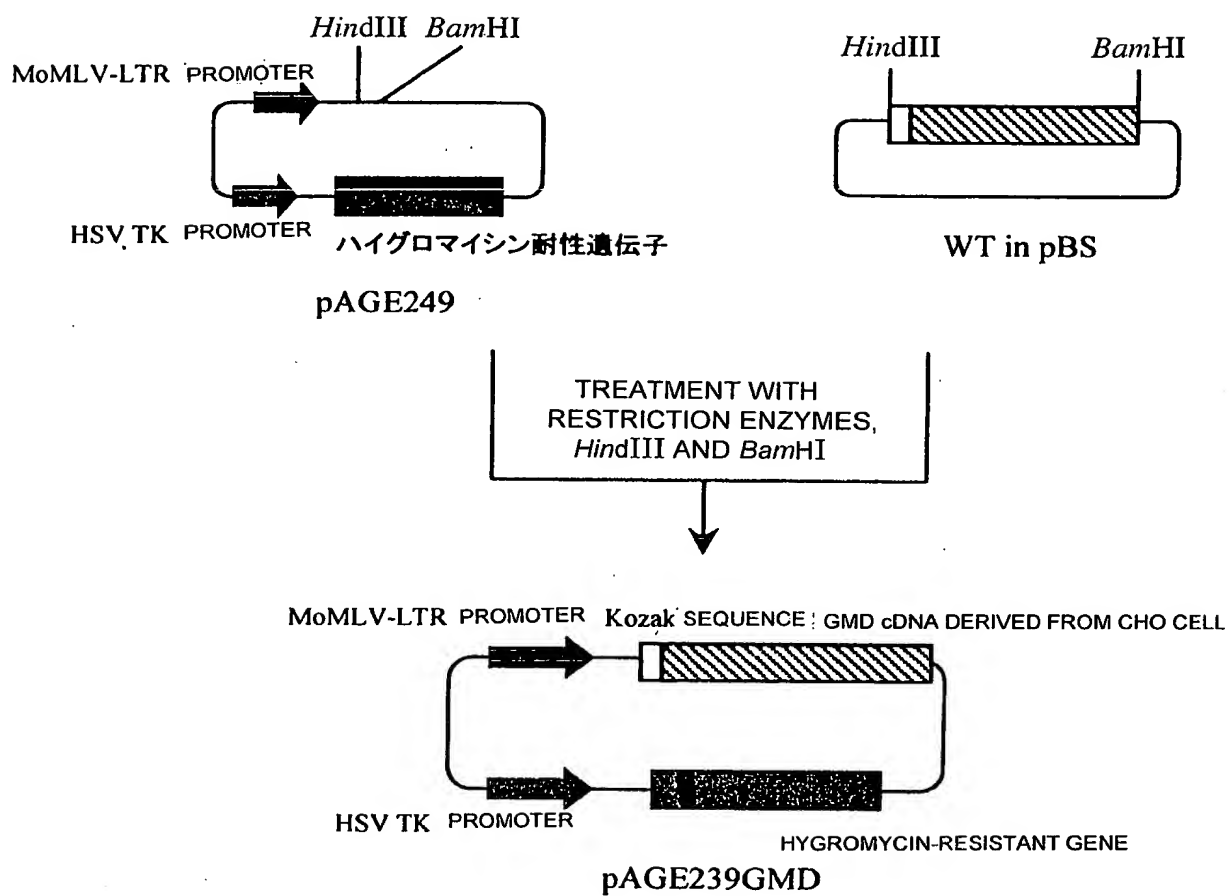 HindIII BamHI
MoMLV-LTR PROMOTER
HSV TK PROMOTER
ハイグロマイシン耐性遺伝子
pAGE249
HindIII BamHI
WT in pBS
TREATMENT WITH
RESTRICTION ENZYMES,
HindIII AND BamHI
MoMLV-LTR PROMOTER Kozak SEQUENCE GMD cDNA DERIVED FROM CHO CELL
HSV TK PROMOTER
HYGROMYCIN-RESISTANT GENE
pAGE239GMD